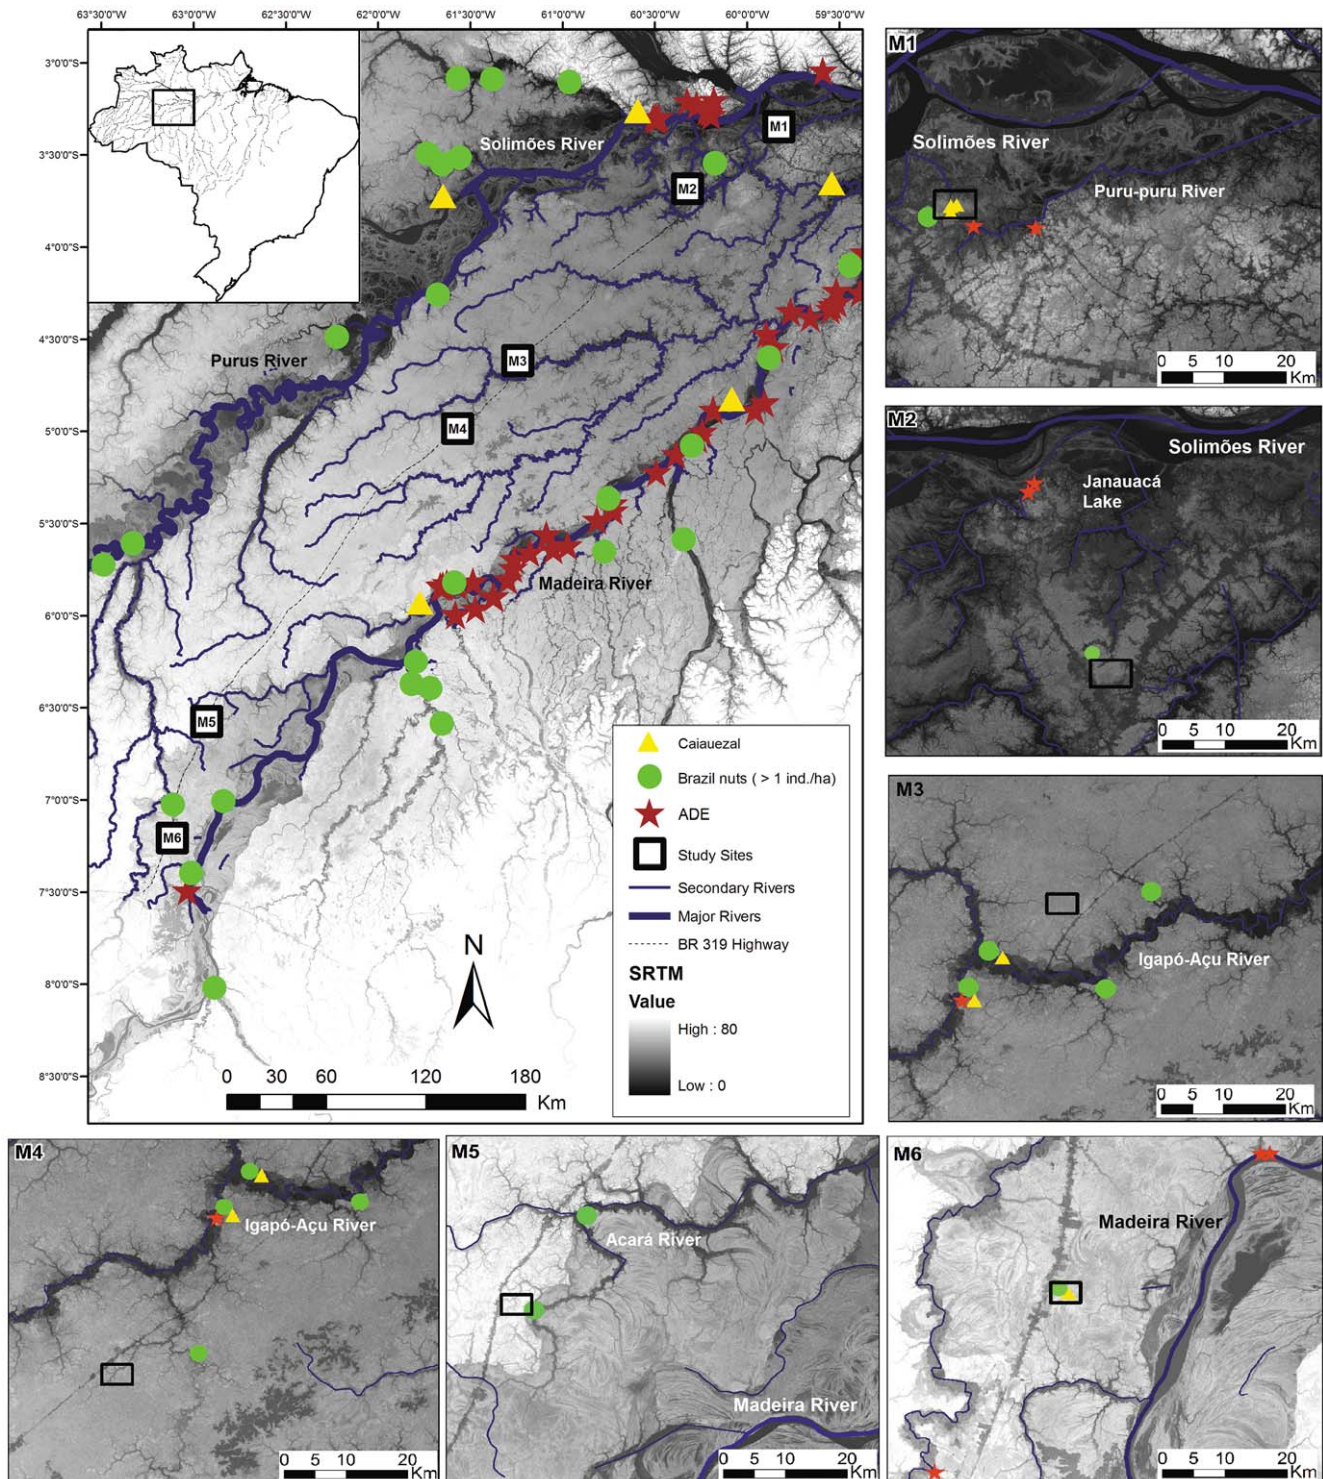 63°30'0"W 63°0'0"W 62°30'0"W 62°0'0"W 61°30'0"W 61°0'0"W 60°30'0"W 60°0'0"W 59°30'0"W
3°0'0"S
3°30'0"S
4°0'0"S
4°30'0"S
5°0'0"S
5°30'0"S
6°0'0"S
6°30'0"S
7°0'0"S
7°30'0"S
8°0'0"S
8°30'0"S
Solimões River
M1
M2
Purus River
M3
M4
Madeira River
M5
M6
Caiauezal
Brazil nuts ( > 1 ind./ha)
ADE
Study Sites
Secondary Rivers
Major Rivers
BR 319 Highway
SRTM
Value
High : 80
Low : 0
N
0 30 60 120 180
Km
M1
Solimões River
Puru-puru River
0 5 10 20
Km
M2
Solimões River
Janauacá
Lake
0 5 10 20
Km
M3
Igapó-Açu River
0 5 10 20
Km
M4
Igapó-Açu River
0 5 10 20
Km
M5
Acará River
Madeira River
0 5 10 20
Km
M6
Madeira River
0 5 10 20
Km